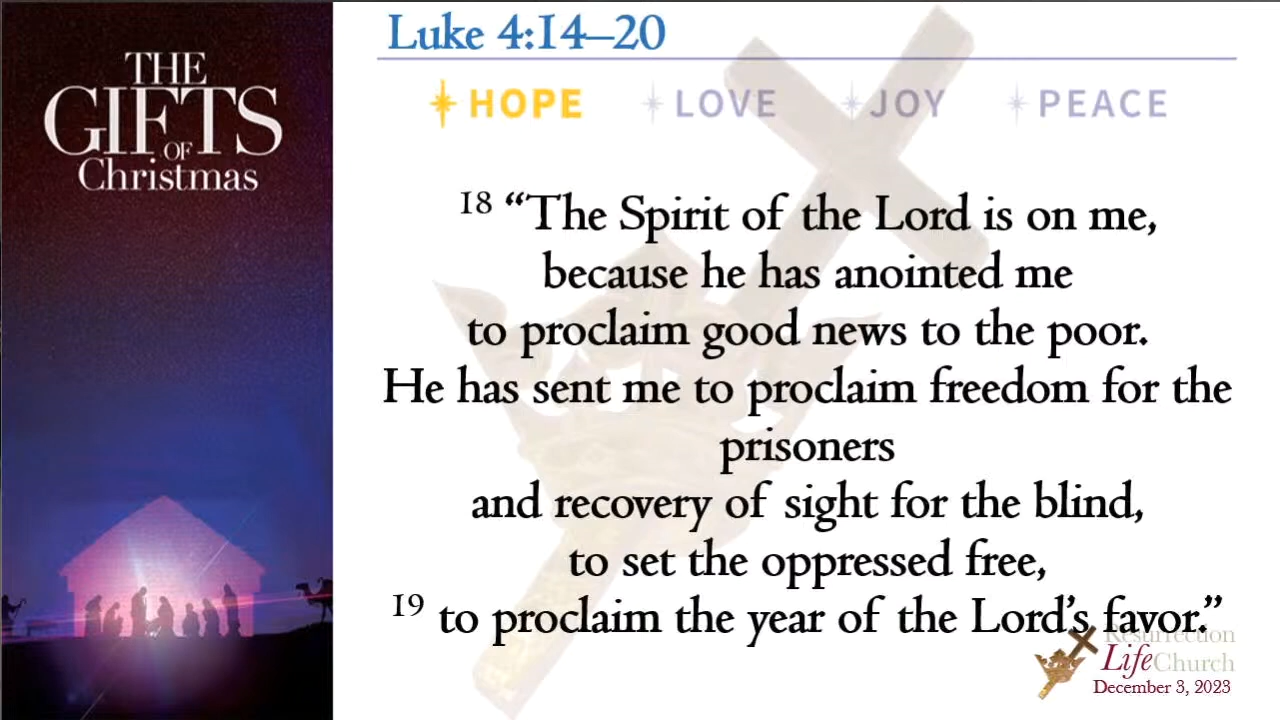 THE
GIFTS
OF
Christmas
Luke 4:14–20
HOPE LOVE JOY PEACE
18 “The Spirit of the Lord is on me,
because he has anointed me
to proclaim good news to the poor.
He has sent me to proclaim freedom for the
prisoners
and recovery of sight for the blind,
to set the oppressed free,
19 to proclaim the year of the Lord’s favor.”
Resurrection
LifeChurch
December 3, 2023